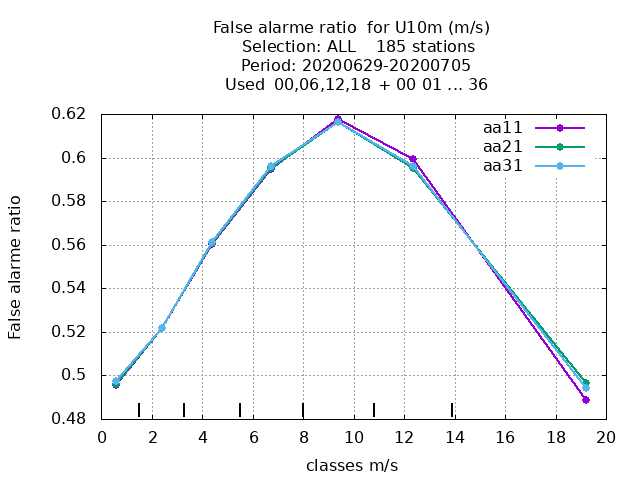 False alarme ratio  for U10m (m/s)
Selection: ALL    185 stations
Period: 20200629-20200705
Used  00,06,12,18  + 00 01 ... 36
aa11
aa21
aa31
False alarme ratio
0.62
0.6
0.58
0.56
0.54
0.52
0.5
0.48
0 2 4 6 8 10 12 14 16 18 20
classes m/s